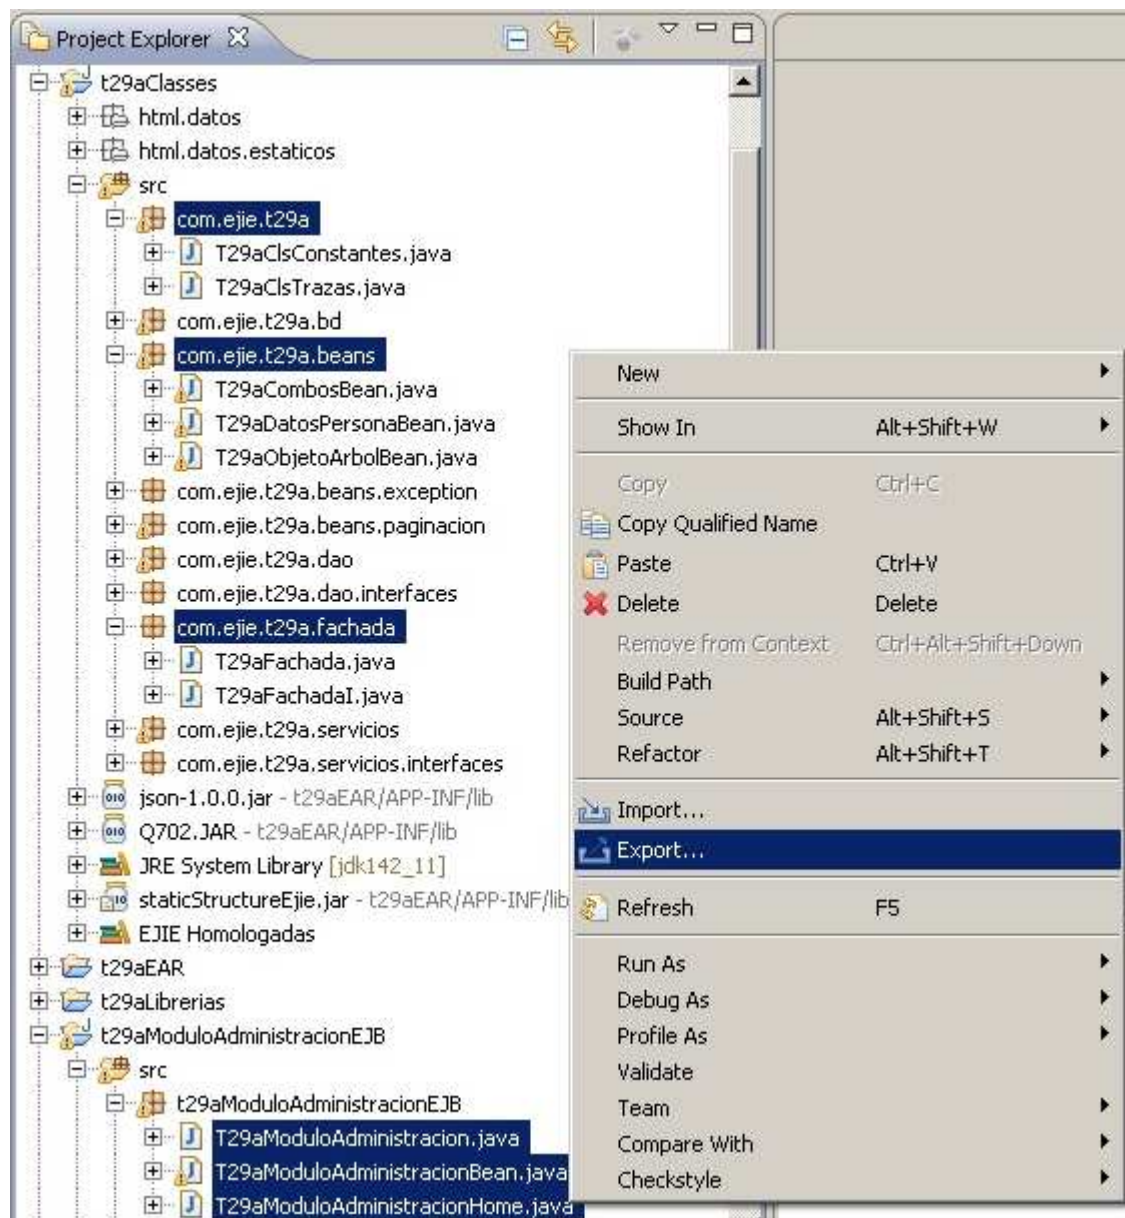 Project Explorer
t29aClasses
html.datos
html.datos.estaticos
src
com.ejie.t29a
T29aClsConstantes.java
T29aClsTrazas.java
com.ejie.t29a.bd
com.ejie.t29a.beans
T29aCombosBean.java
T29aDatosPersonaBean.java
T29aObjetoArbolBean.java
com.ejie.t29a.beans.exception
com.ejie.t29a.beans.paginacion
com.ejie.t29a.dao
com.ejie.t29a.dao.interfaces
com.ejie.t29a.fachada
T29aFachada.java
T29aFachadaI.java
com.ejie.t29a.servicios
com.ejie.t29a.servicios.interfaces
json-1.0.0.jar - t29aEAR/APP-INF/lib
Q702.JAR - t29aEAR/APP-INF/lib
JRE System Library [jdk142_11]
staticStructureEjie.jar - t29aEAR/APP-INF/lib
EJIE Homologadas
t29aEAR
t29aLibrerias
t29aModuloAdministracionEJB
src
t29aModuloAdministracionEJB
T29aModuloAdministracion.java
T29aModuloAdministracionBean.java
T29aModuloAdministracionHome.java
New
Show In Alt+Shift+W
Copy Ctrl+C
Copy Qualified Name
Paste Ctrl+V
Delete Delete
Remove from Context Ctrl+Alt+Shift+Down
Build Path
Source Alt+Shift+S
Refactor Alt+Shift+T
Import...
Export...
Refresh F5
Run As
Debug As
Profile As
Validate
Team
Compare With
Checkstyle